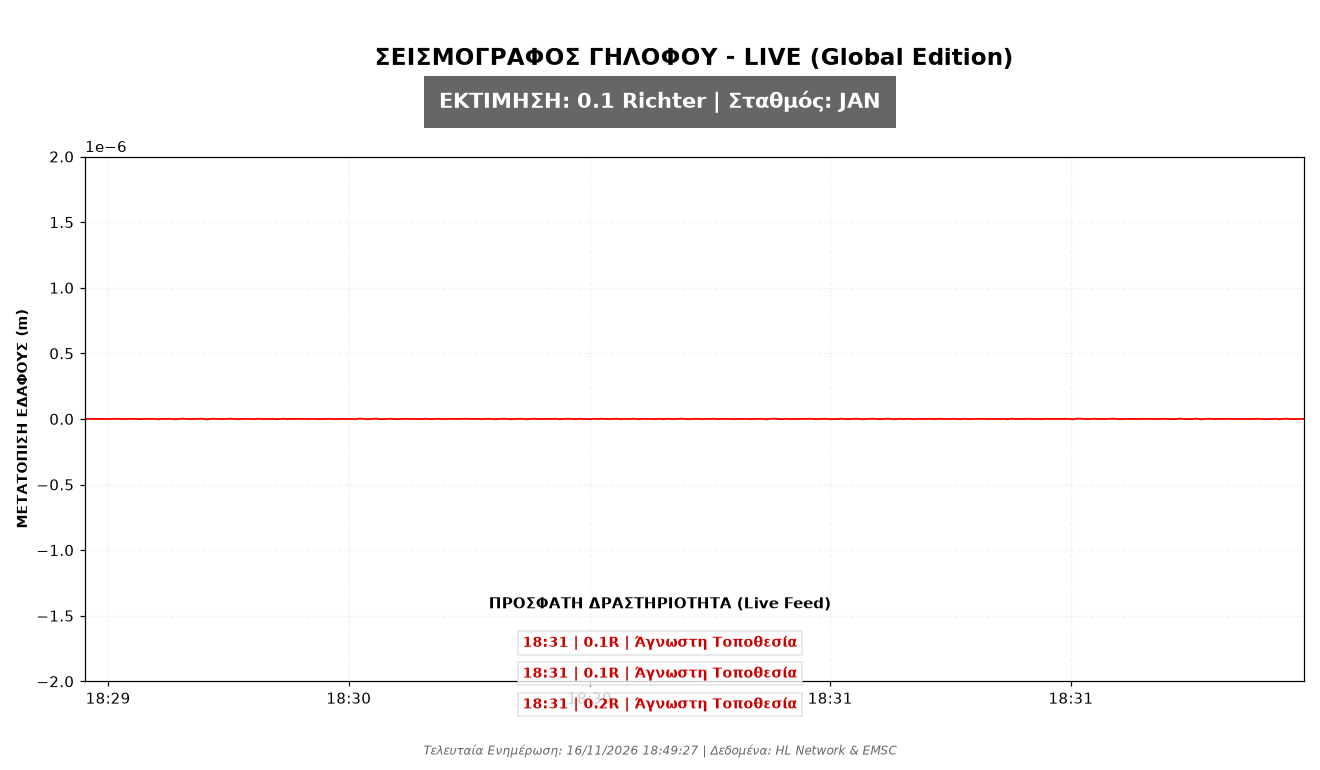 ΣΕΙΣΜΟΓΡΑΦΟΣ ΓΗΛΟΦΟΥ - LIVE (Global Edition)
ΕΚΤΙΜΗΣΗ: 0.1 Richter | Σταθμός: JAN
1e−6
2.0
1.5
1.0
0.5
0.0
−0.5
−1.0
−1.5
−2.0
ΜΕΤΑΤΟΠΙΣΗ ΕΔΑΦΟΥΣ (m)
ΠΡΟΣΦΑΤΗ ΔΡΑΣΤΗΡΙΟΤΗΤΑ (Live Feed)
18:31 | 0.1R | Άγνωστη Τοποθεσία
18:31 | 0.1R | Άγνωστη Τοποθεσία
18:31 | 0.2R | Άγνωστη Τοποθεσία
18:29 18:30 18:30 18:31 18:31
Τελευταία Ενημέρωση: 16/11/2026 18:49:27 | Δεδομένα: HL Network & EMSC